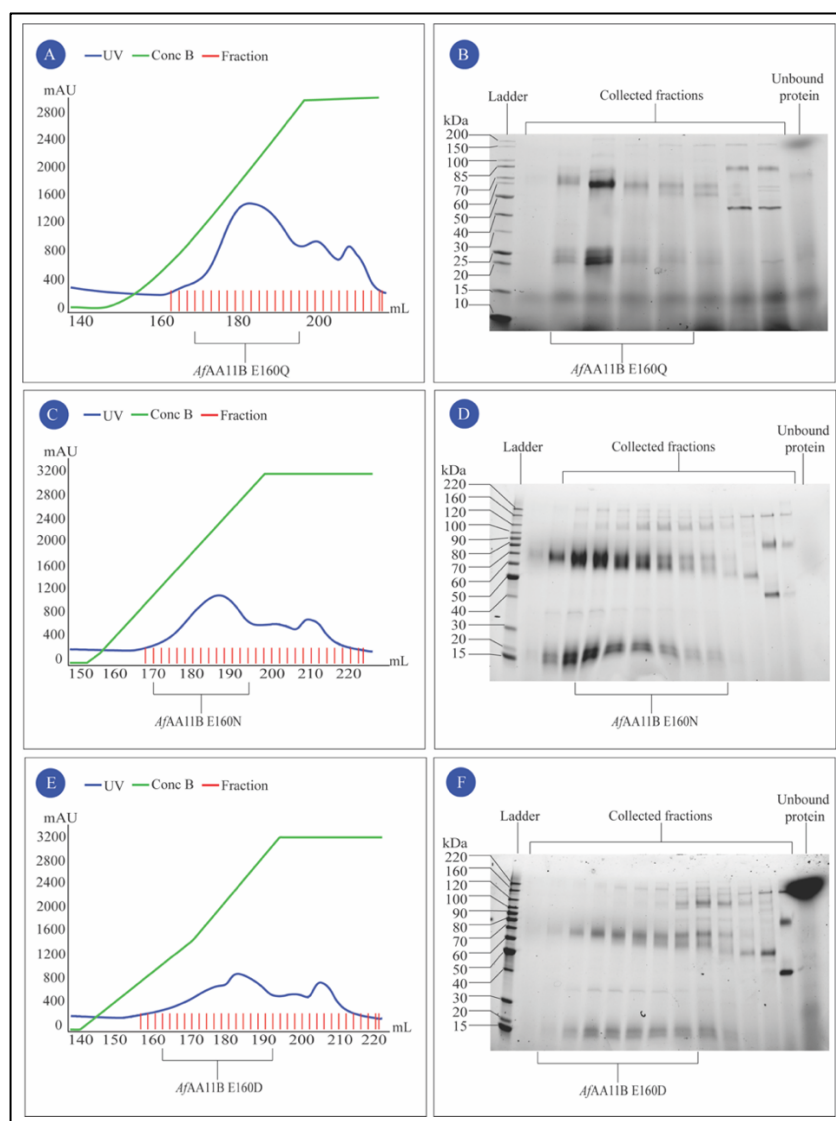 A
UV Conc B Fraction
mAU
2800
2400
2000
1600
1200
800
400
0
140 160 180 200 mL
AfAA11B E160Q
B
Unbound
protein
Ladder Collected fractions
kDa
200
150
100
85
70
60
50
40
30
25
20
15
10
AfAA11B E160Q
C
UV Conc B Fraction
mAU
3200
2800
2400
2000
1600
1200
800
400
0
150 160 170 180 190 200 210 220 mL
AfAA11B E160N
D
Unbound
protein
Ladder Collected fractions
kDa
220
160
120
100
90
80
70
60
50
40
30
20
15
AfAA11B E160N
E
UV Conc B Fraction
mAU
3200
2800
2400
2000
1600
1200
800
400
0
140 150 160 170 180 190 200 210 220 mL
AfAA11B E160D
F
Unbound
protein
Ladder Collected fractions
kDa
220
160
120
100
90
80
70
60
50
40
30
20
15
AfAA11B E160D